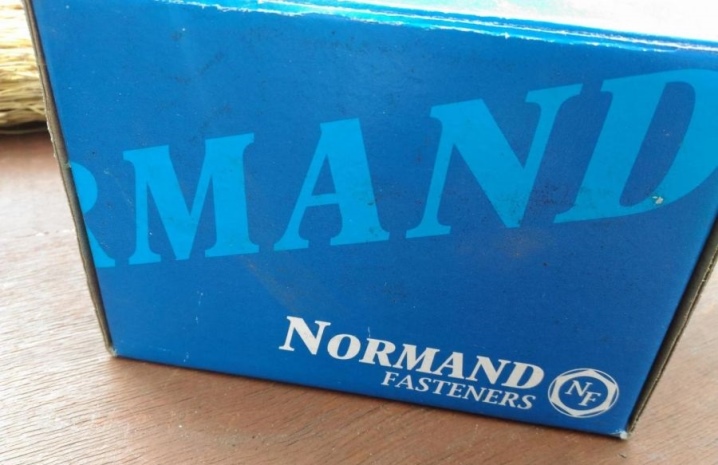 RMAND
NORMAND
FASTENERS
NF